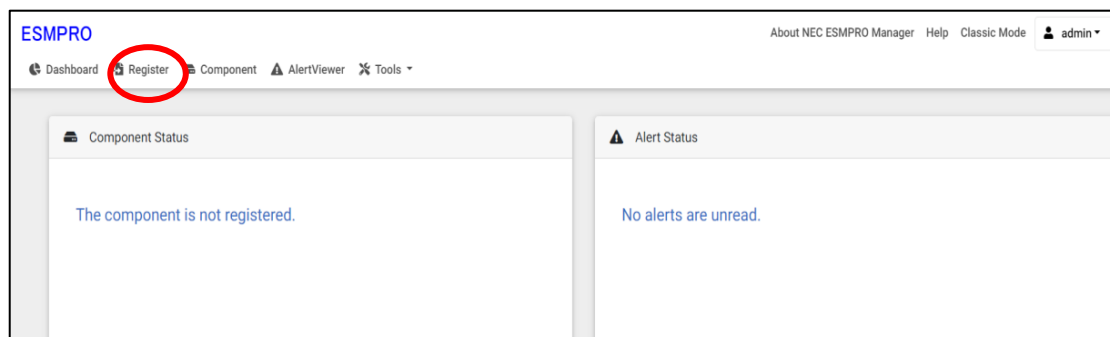 ESMPRO
About NEC ESMPRO Manager Help Classic Mode admin
Dashboard Register Component AlertViewer Tools
Component Status
Alert Status
The component is not registered.
No alerts are unread.